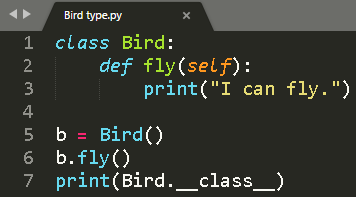 Bird type.py
1 class Bird:
2     def fly(self):
3         print("I can fly.")
4
5 b = Bird()
6 b.fly()
7 print(Bird.__class__)